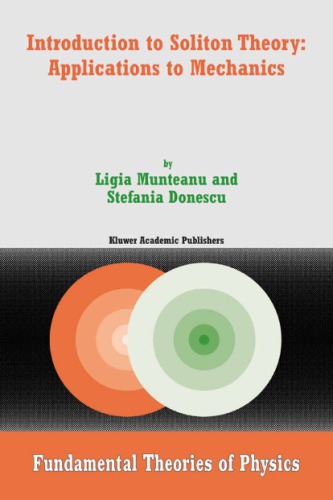 Introduction to Soliton Theory:
Applications to Mechanics
by
Ligia Munteanu and
Stefania Donescu
Kluwer Academic Publishers
Fundamental Theories of Physics